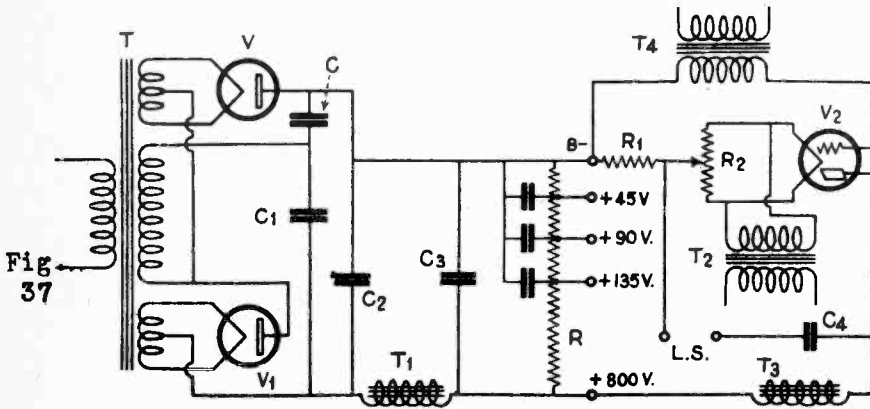 T
V
C
T4
B-
R1
V2
R2
+45V
C1
+90V.
T2
C3
Fig
37
+135V.
C2
C4
V1
T1
R
L.S.
+800V.
T3